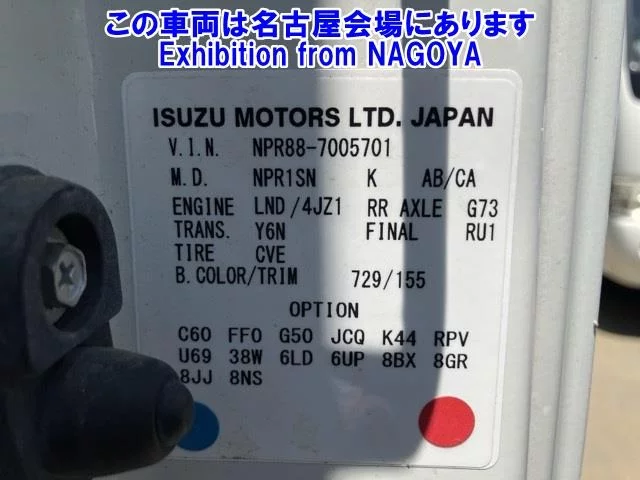 この車両は名古屋会場にあります
Exhibition from NAGOYA
ISUZU MOTORS LTD. JAPAN
V.I.N. NPR88-7005701
M.D. NPR1SN K AB/CA
ENGINE LND/4JZ1 RR AXLE G73
TRANS. Y6N FINAL RU1
TIRE CVE
B.COLOR/TRIM 729/155
OPTION
C60 FF0 G50 JCQ K44 RPV
U69 38W 6LD 6UP 8BX 8GR
8JJ 8NS